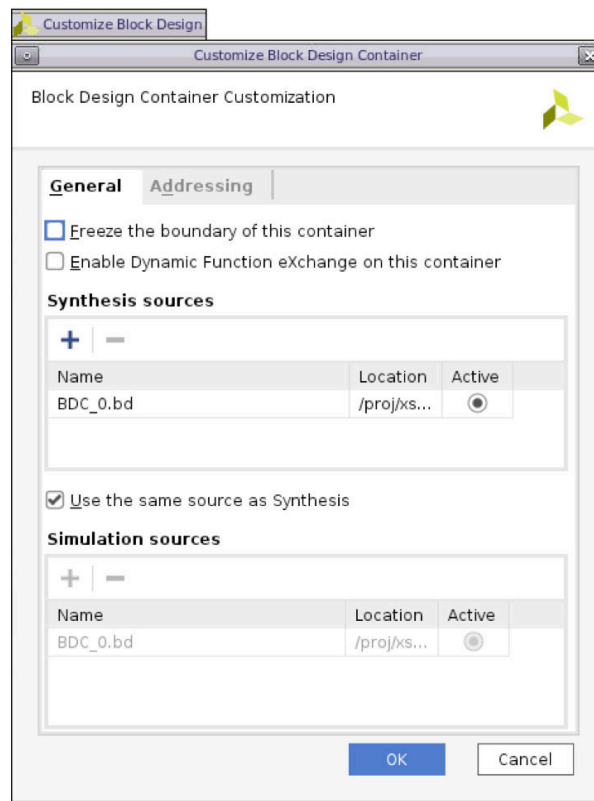 Customize Block Design
Customize Block Design Container
Block Design Container Customization
General Addressing
Freeze the boundary of this container
Enable Dynamic Function eXchange on this container
Synthesis sources
Name Location Active
BDC_0.bd /proj/xs...
Use the same source as Synthesis
Simulation sources
Name Location Active
BDC_0.bd /proj/xs...
OK Cancel